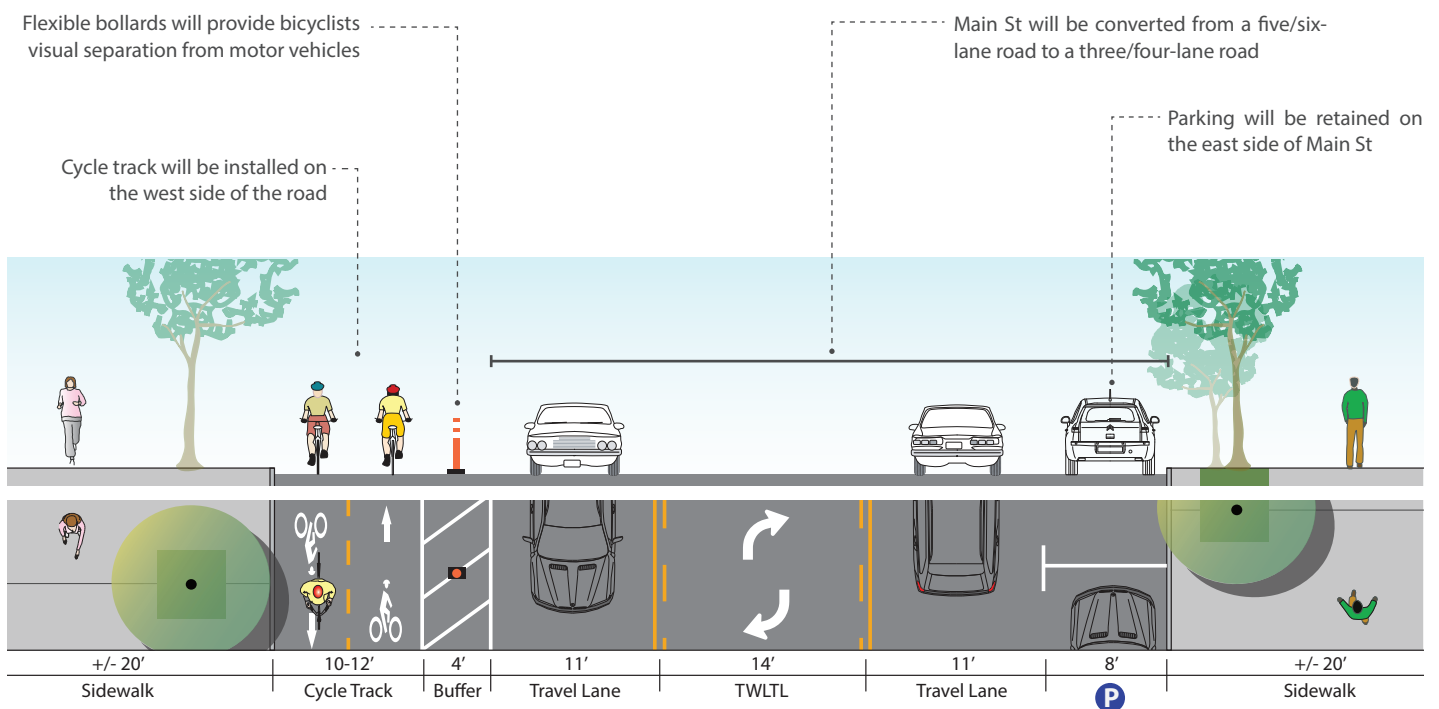 Flexible bollards will provide bicyclists
visual separation from motor vehicles
Main St will be converted from a five/six-
lane road to a three/four-lane road
Parking will be retained on
the east side of Main St
Cycle track will be installed on
the west side of the road
+/- 20’
10-12’
4’
11’
14’
11’
8’
+/- 20’
Sidewalk
Cycle Track
Buffer
Travel Lane
TWLTL
Travel Lane
P
Sidewalk